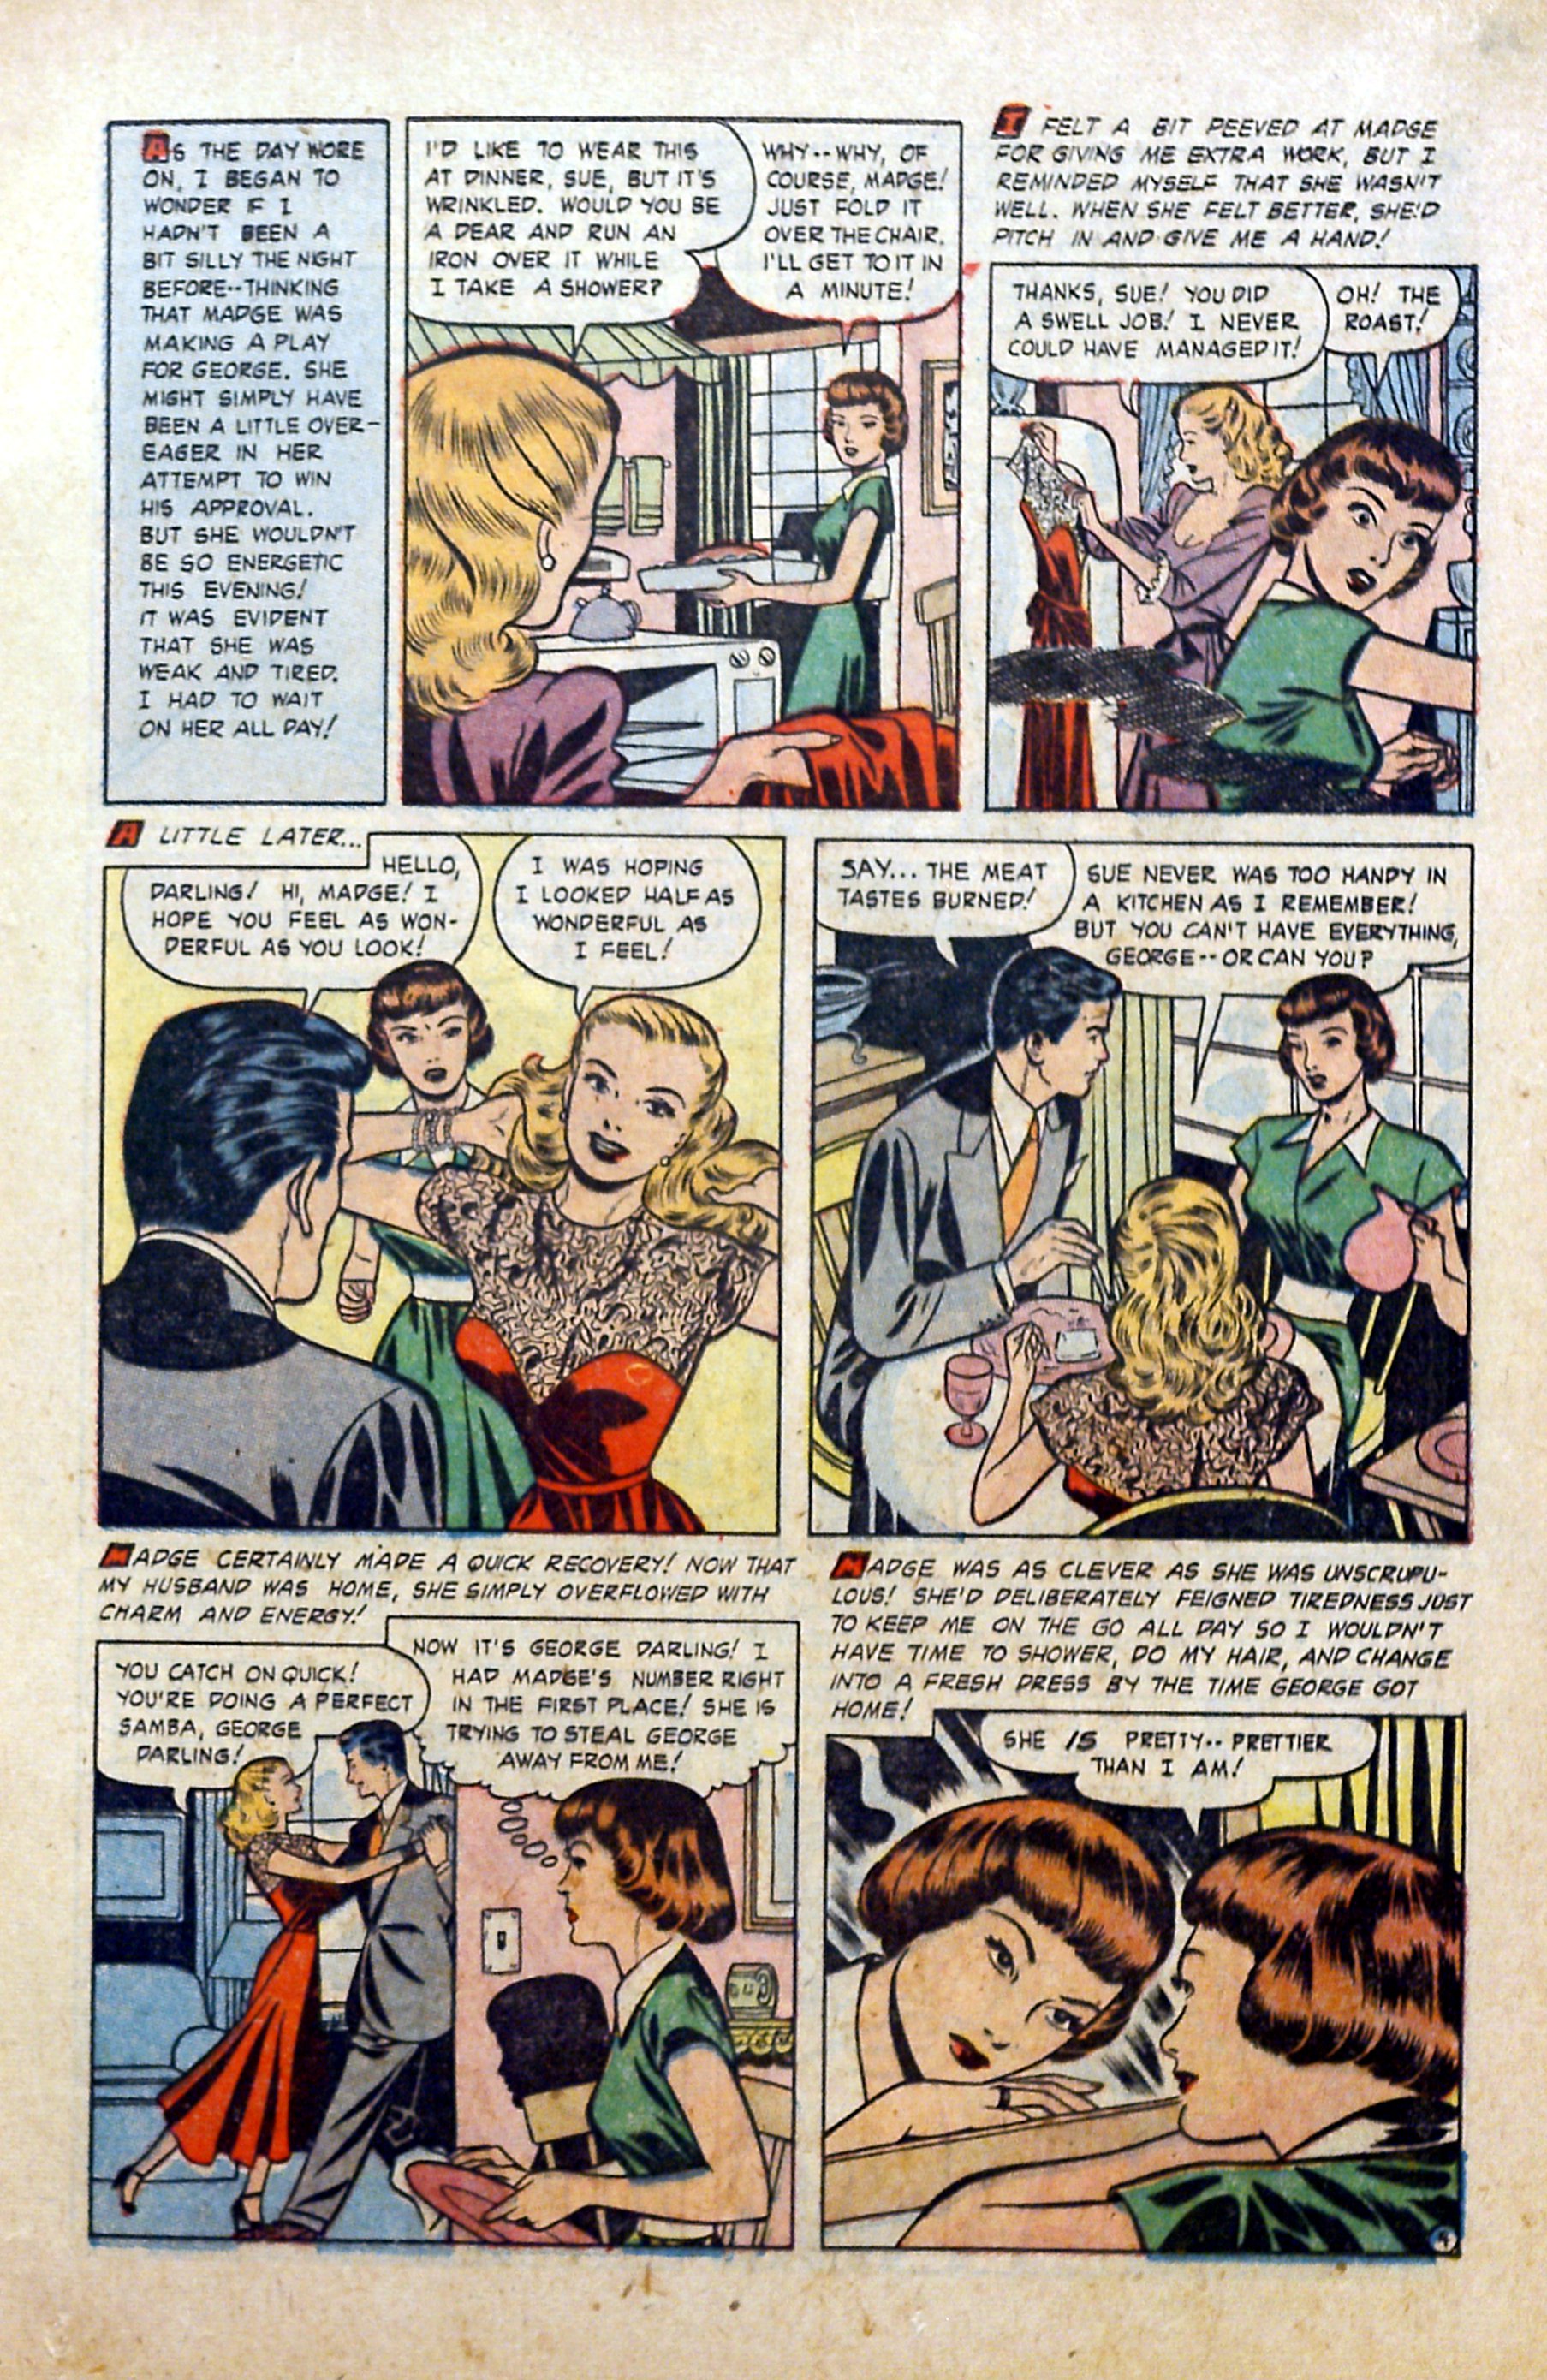 AS THE DAY WORE
ON, I BEGAN TO
WONDER IF I
HADN'T BEEN A
BIT SILLY THE NIGHT
BEFORE--THINKING
THAT MADGE WAS
MAKING A PLAY
FOR GEORGE. SHE
MIGHT SIMPLY HAVE
BEEN A LITTLE OVER-
EAGER IN HER
ATTEMPT TO WIN
HIS APPROVAL.
BUT SHE WOULDN'T
BE SO ENERGETIC
THIS EVENING!
IT WAS EVIDENT
THAT SHE WAS
WEAK AND TIRED.
I HAD TO WAIT
ON HER ALL DAY!
I'D LIKE TO WEAR THIS
AT DINNER, SUE, BUT IT'S
WRINKLED. WOULD YOU BE
A DEAR AND RUN AN
IRON OVER IT WHILE
I TAKE A SHOWER?
WHY--WHY, OF
COURSE, MADGE!
JUST FOLD IT
OVER THE CHAIR.
I'LL GET TO IT IN
A MINUTE!
I FELT A BIT PEEVED AT MADGE
FOR GIVING ME EXTRA WORK, BUT I
REMINDED MYSELF THAT SHE WASN'T
WELL. WHEN SHE FELT BETTER, SHE'D
PITCH IN AND GIVE ME A HAND!
THANKS, SUE! YOU DID
A SWELL JOB! I NEVER
COULD HAVE MANAGED IT!
OH! THE
ROAST!
A LITTLE LATER...
HELLO,
DARLING! HI, MADGE! I
HOPE YOU FEEL AS WON-
DERFUL AS YOU LOOK!
I WAS HOPING
I LOOKED HALF AS
WONDERFUL AS
I FEEL!
SAY... THE MEAT
TASTES BURNED!
SUE NEVER WAS TOO HANDY IN
A KITCHEN AS I REMEMBER!
BUT YOU CAN'T HAVE EVERYTHING,
GEORGE--OR CAN YOU?
MADGE CERTAINLY MADE A QUICK RECOVERY! NOW THAT
MY HUSBAND WAS HOME, SHE SIMPLY OVERFLOWED WITH
CHARM AND ENERGY!
YOU CATCH ON QUICK!
YOU'RE DOING A PERFECT
SAMBA, GEORGE
DARLING!
NOW IT'S GEORGE DARLING! I
HAD MADGE'S NUMBER RIGHT
IN THE FIRST PLACE! SHE IS
TRYING TO STEAL GEORGE
AWAY FROM ME!
MADGE WAS AS CLEVER AS SHE WAS UNSCRUPU-
LOUS! SHE'D DELIBERATELY FEIGNED TIREDNESS JUST
TO KEEP ME ON THE GO ALL DAY SO I WOULDN'T
HAVE TIME TO SHOWER, DO MY HAIR, AND CHANGE
INTO A FRESH DRESS BY THE TIME GEORGE GOT
HOME!
SHE IS PRETTY--PRETTIER
THAN I AM!
4